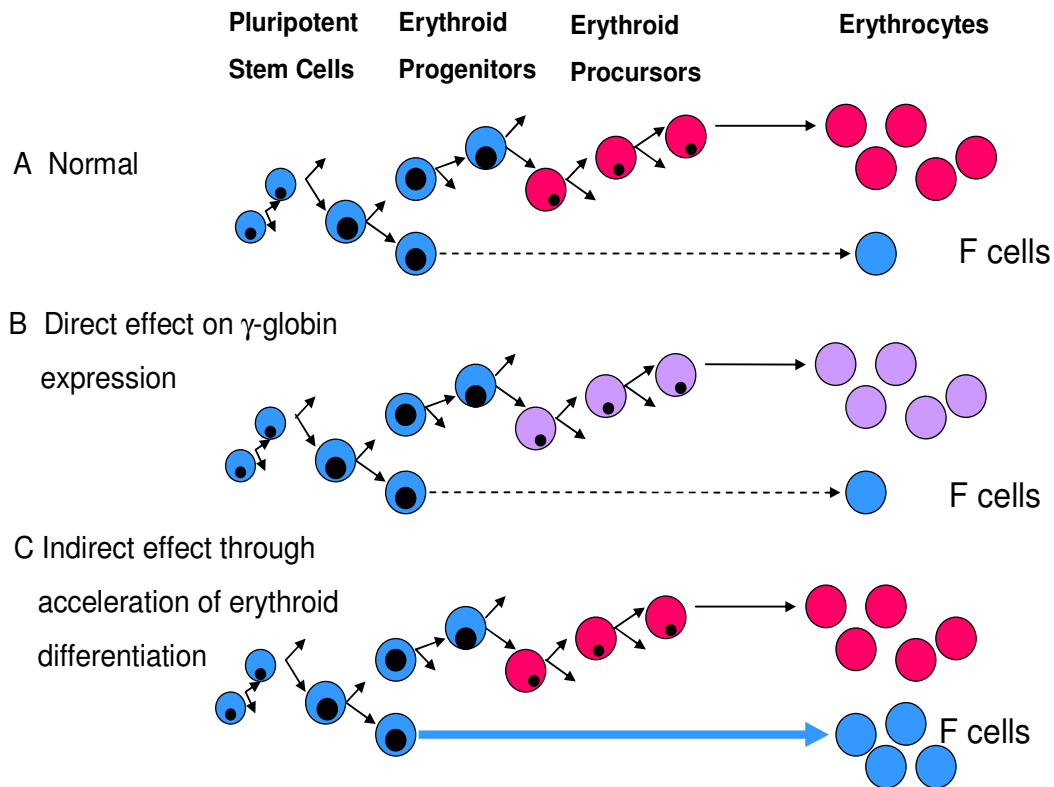 Pluripotent Erythroid Erythroid Erythrocytes
Stem Cells Progenitors Procursors
A Normal
F cells
B Direct effect on γ-globin
expression
F cells
C Indirect effect through
acceleration of erythroid
differentiation
F cells